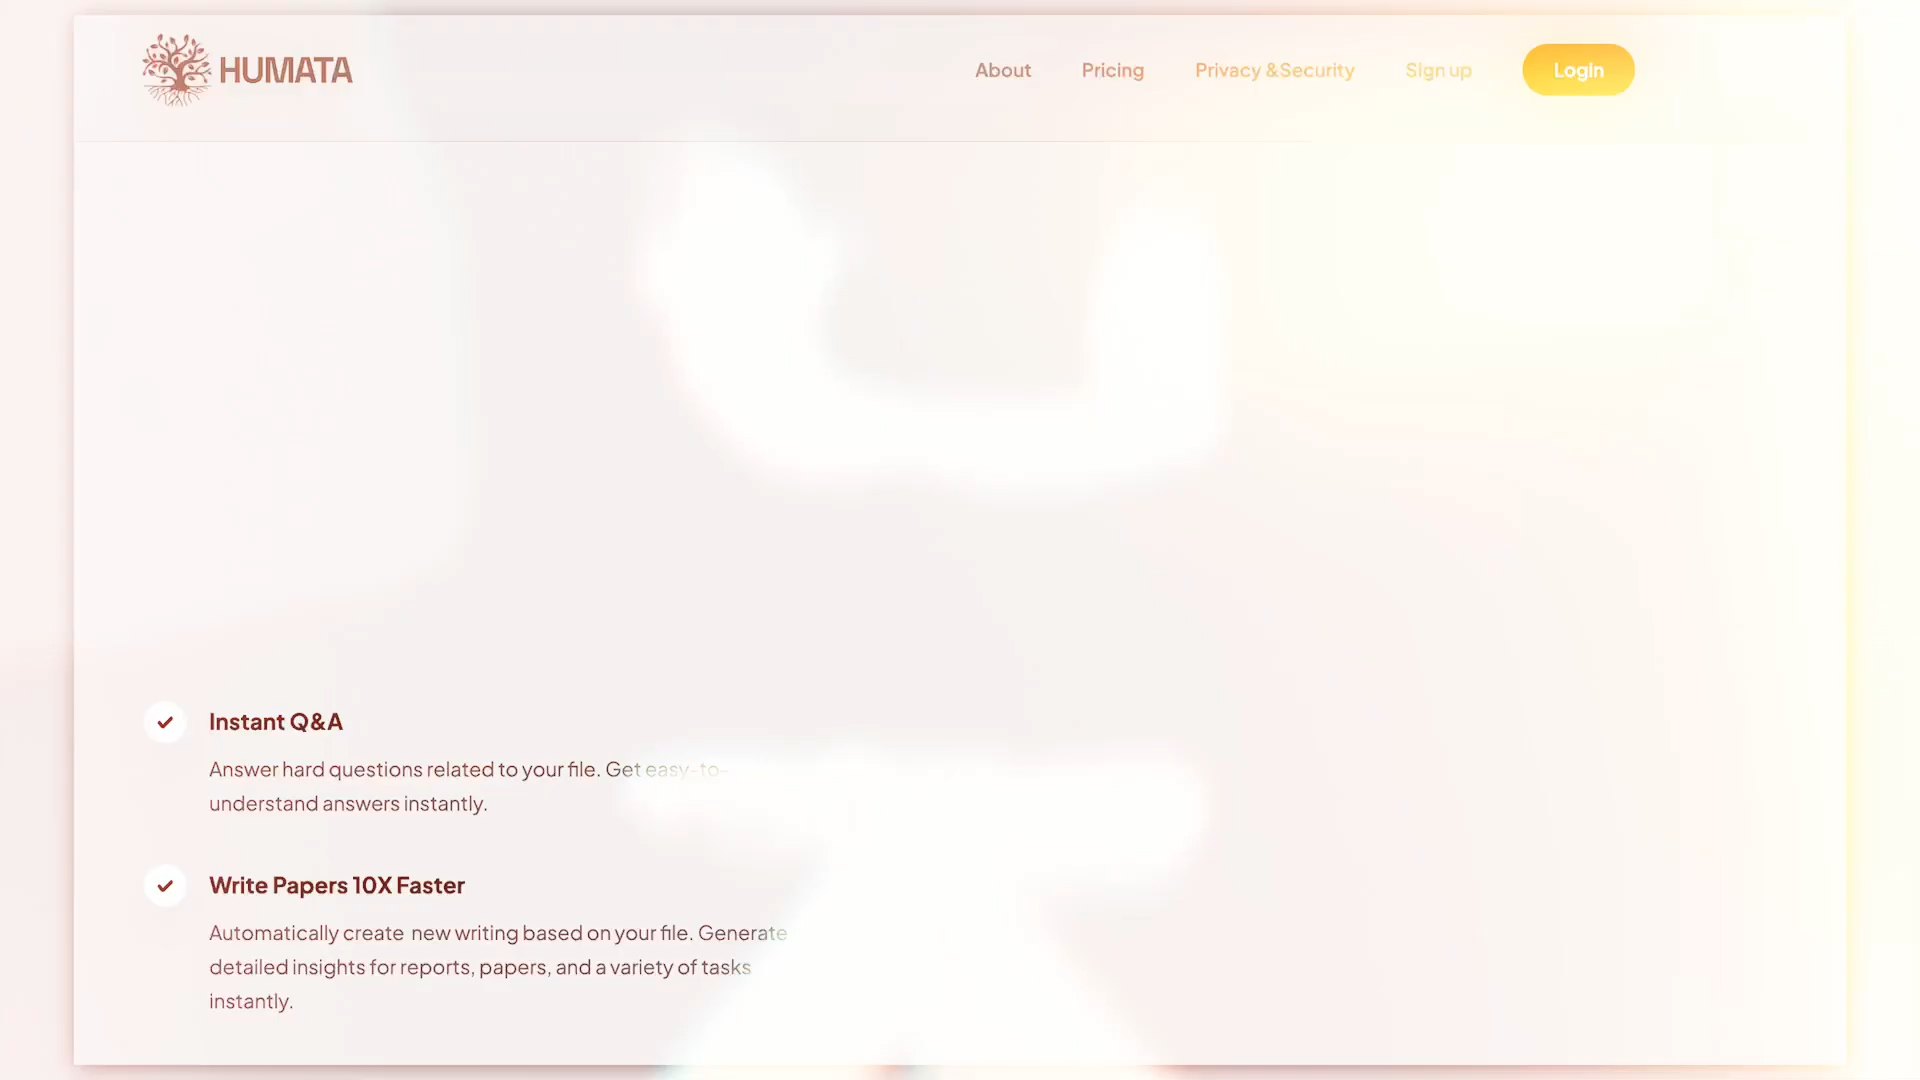 HUMATA
About
Pricing
Privacy & Security
Sign up
Login
Instant Q&A
Answer hard questions related to your file. Get easy-to-
understand answers instantly.
Write Papers 10X Faster
Automatically create new writing based on your file. Generate
detailed insights for reports, papers, and a variety of tasks
instantly.